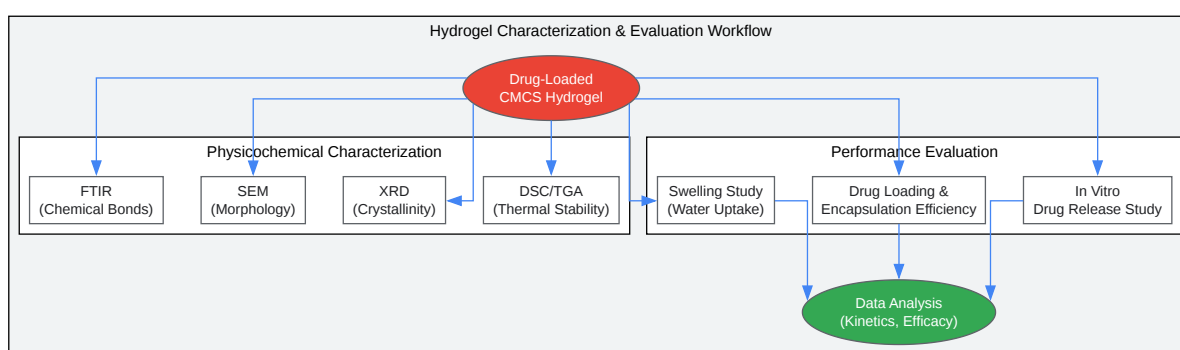 Hydrogel Characterization & Evaluation Workflow
Drug-Loaded
CMCS Hydrogel
Physicochemical Characterization
FTIR
(Chemical Bonds)
SEM
(Morphology)
XRD
(Crystallinity)
DSC/TGA
(Thermal Stability)
Performance Evaluation
Swelling Study
(Water Uptake)
Drug Loading &
Encapsulation Efficiency
In Vitro
Drug Release Study
Data Analysis
(Kinetics, Efficacy)